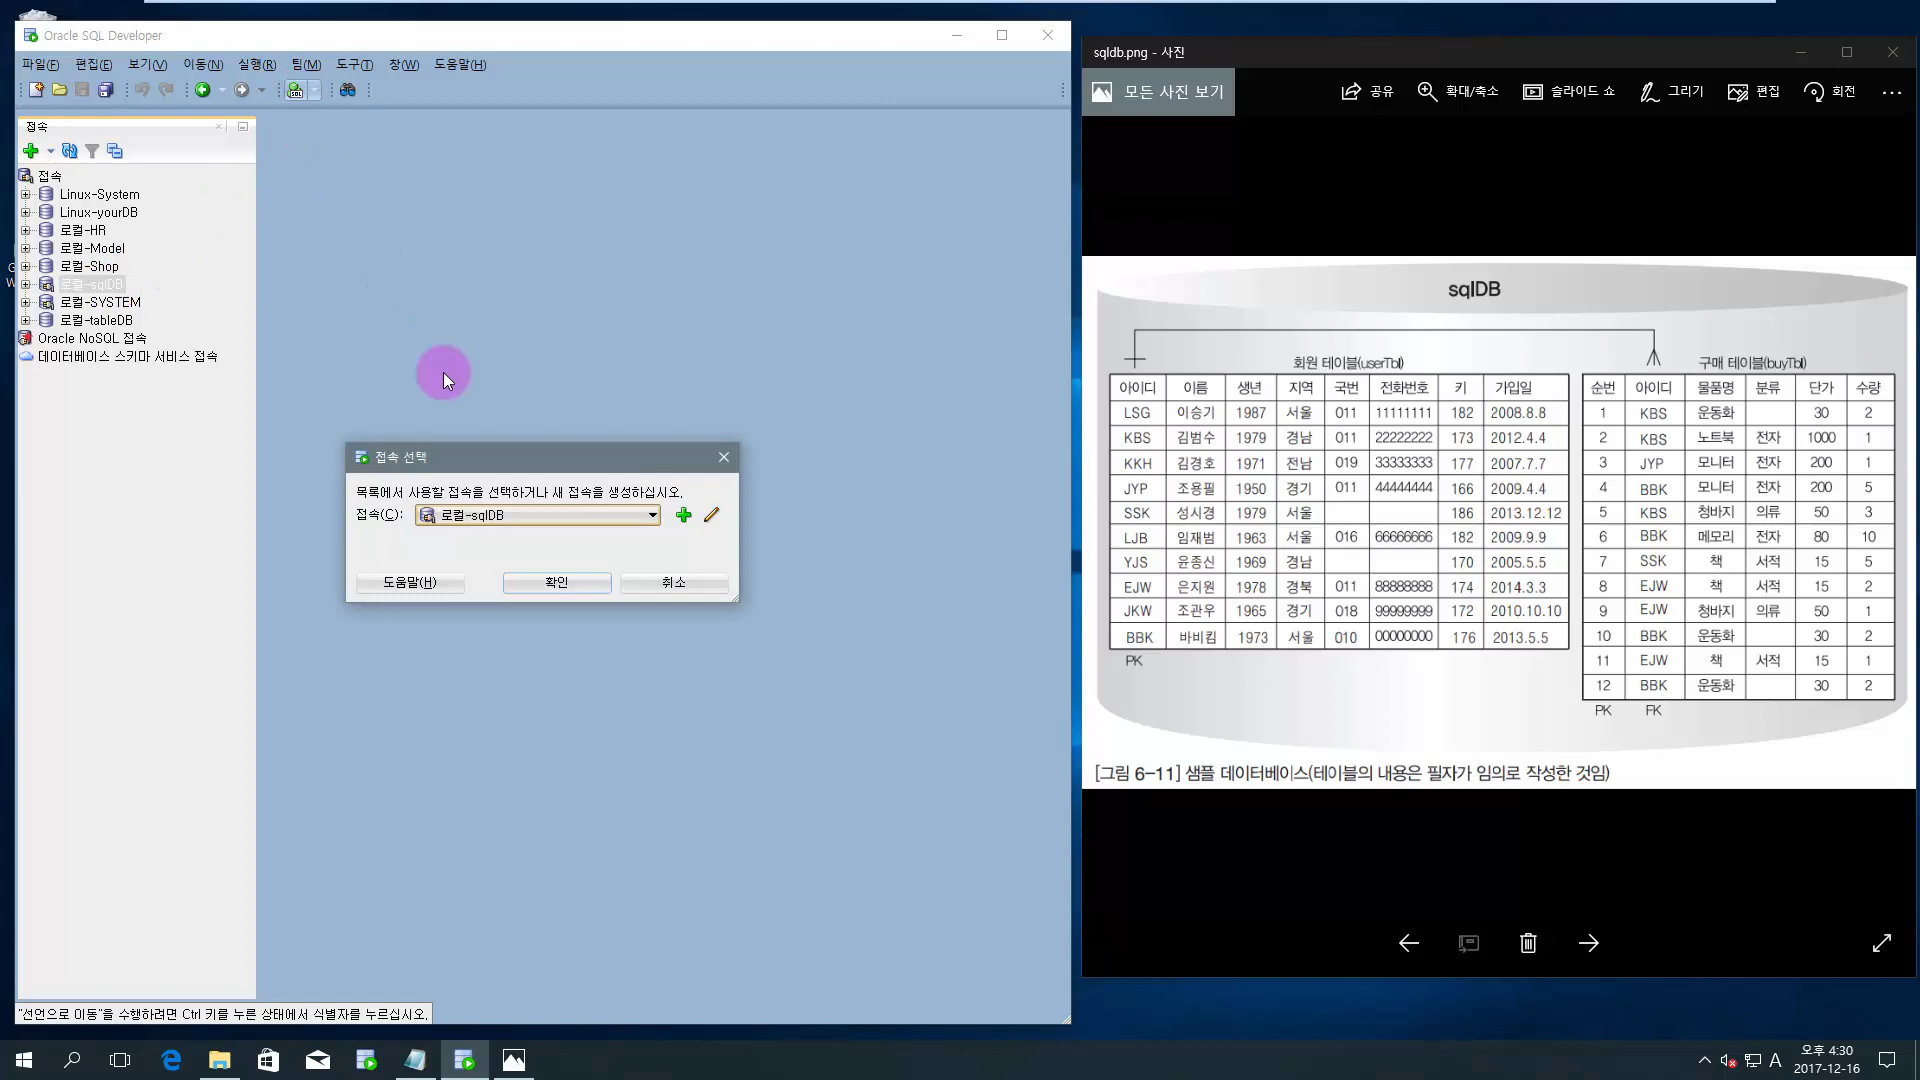 Oracle SQL Developer
파일(F) 편집(E) 보기(V) 이동(N) 실행(R) 팀(M) 도구(T) 창(W) 도움말(H)
접속
접속
Linux-System
Linux-yourDB
로컬-HR
로컬-Model
로컬-Shop
로컬-sqlDB
로컬-SYSTEM
로컬-tableDB
Oracle NoSQL 접속
데이터베이스 스키마 서비스 접속
접속 선택
목록에서 사용할 접속을 선택하거나 새 접속을 생성하십시오.
접속(C): 로컬-sqlDB
도움말(H) 확인 취소
"선언으로 이동"을 수행하려면 Ctrl 키를 누른 상태에서 식별자를 누르십시오.
sqldb.png - 사진
모든 사진 보기 공유 확대/축소 슬라이드 쇼 그리기 편집 회전
sqlDB
회원 테이블(userTbl)
아이디 이름 생년 지역 국번 전화번호 키 가입일
LSG 이승기 1987 서울 011 11111111 182 2008.8.8
KBS 김범수 1979 경남 011 22222222 173 2012.4.4
KKH 김경호 1971 전남 019 33333333 177 2007.7.7
JYP 조용필 1950 경기 011 44444444 166 2009.4.4
SSK 성시경 1979 서울 186 2013.12.12
LJB 임재범 1963 서울 016 66666666 182 2009.9.9
YJS 윤종신 1969 경남 170 2005.5.5
EJW 은지원 1978 경북 011 88888888 174 2014.3.3
JKW 조관우 1965 경기 018 99999999 172 2010.10.10
BBK 바비킴 1973 서울 010 00000000 176 2013.5.5
PK
구매 테이블(buyTbl)
순번 아이디 물품명 분류 단가 수량
1 KBS 운동화 30 2
2 KBS 노트북 전자 1000 1
3 JYP 모니터 전자 200 1
4 BBK 모니터 전자 200 5
5 KBS 청바지 의류 50 3
6 BBK 메모리 전자 80 10
7 SSK 책 서적 15 5
8 EJW 책 서적 15 2
9 EJW 청바지 의류 50 1
10 BBK 운동화 30 2
11 EJW 책 서적 15 1
12 BBK 운동화 30 2
PK FK
[그림 6-11] 샘플 데이터베이스(테이블의 내용은 필자가 임의로 작성한 것임)
A
오후 4:30
2017-12-16